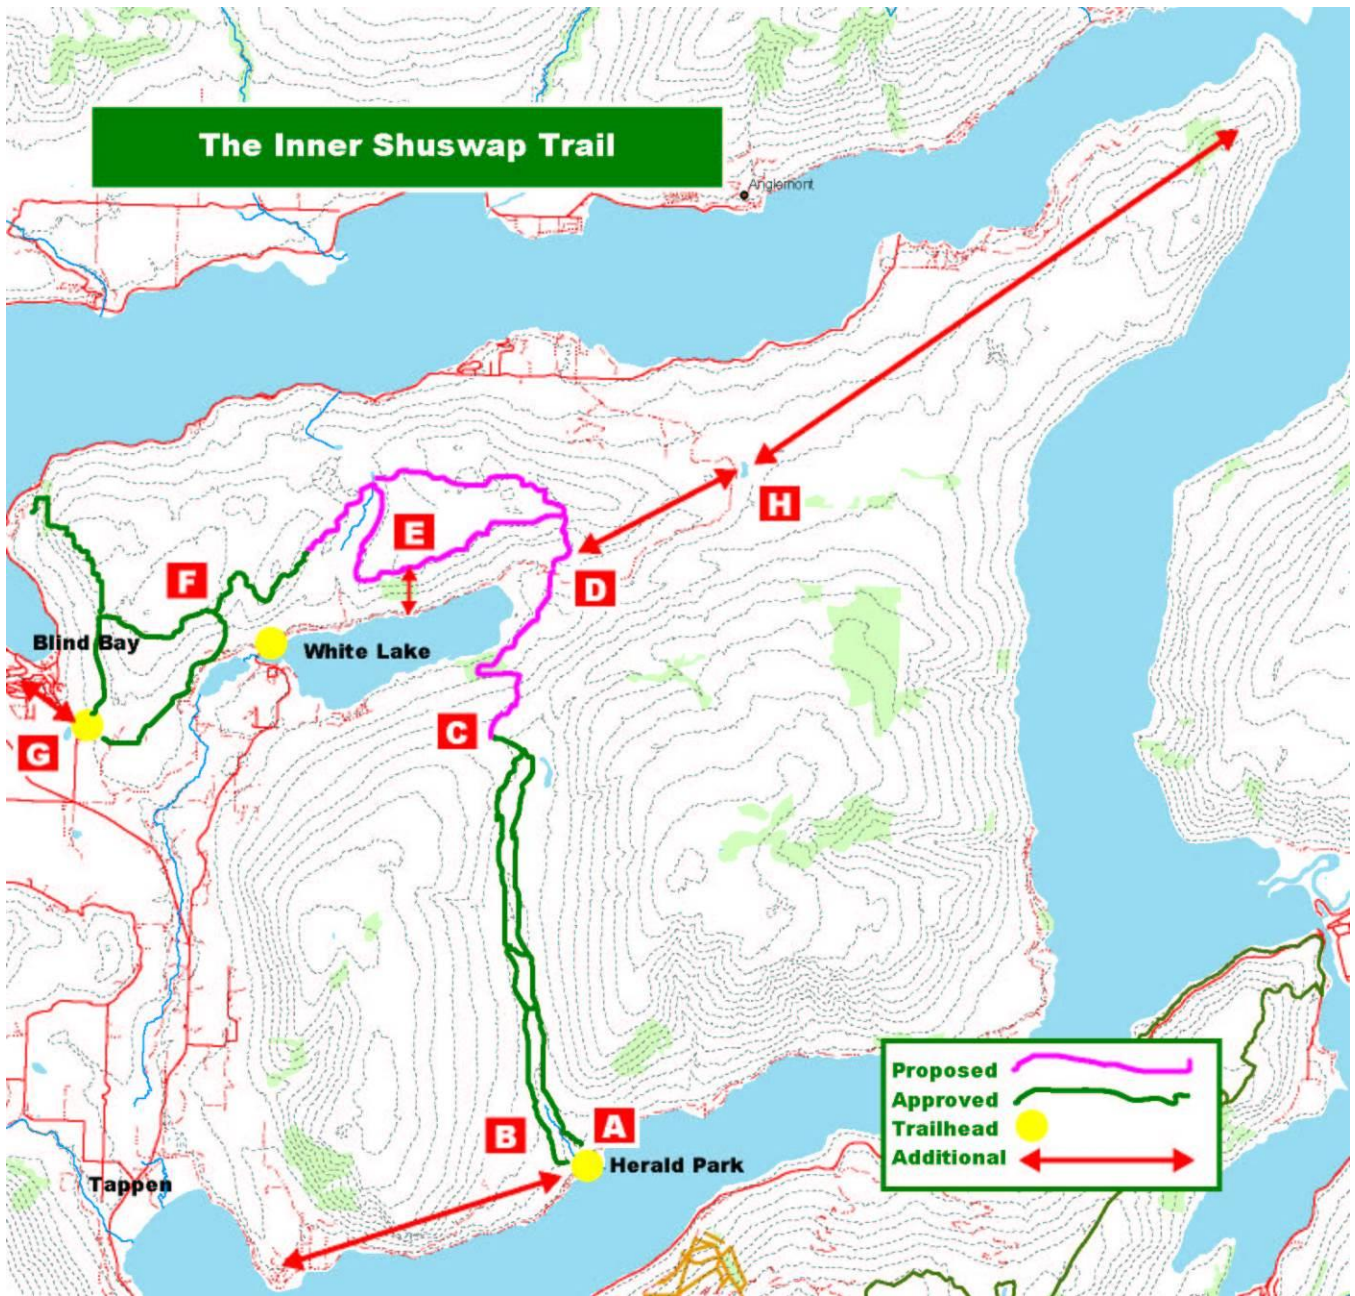 The Inner Shuswap Trail
Anglemont
H
E
D
F
Blind Bay
White Lake
C
G
Proposed
Approved
Trailhead
Additional
A
B
Herald Park
Tappen